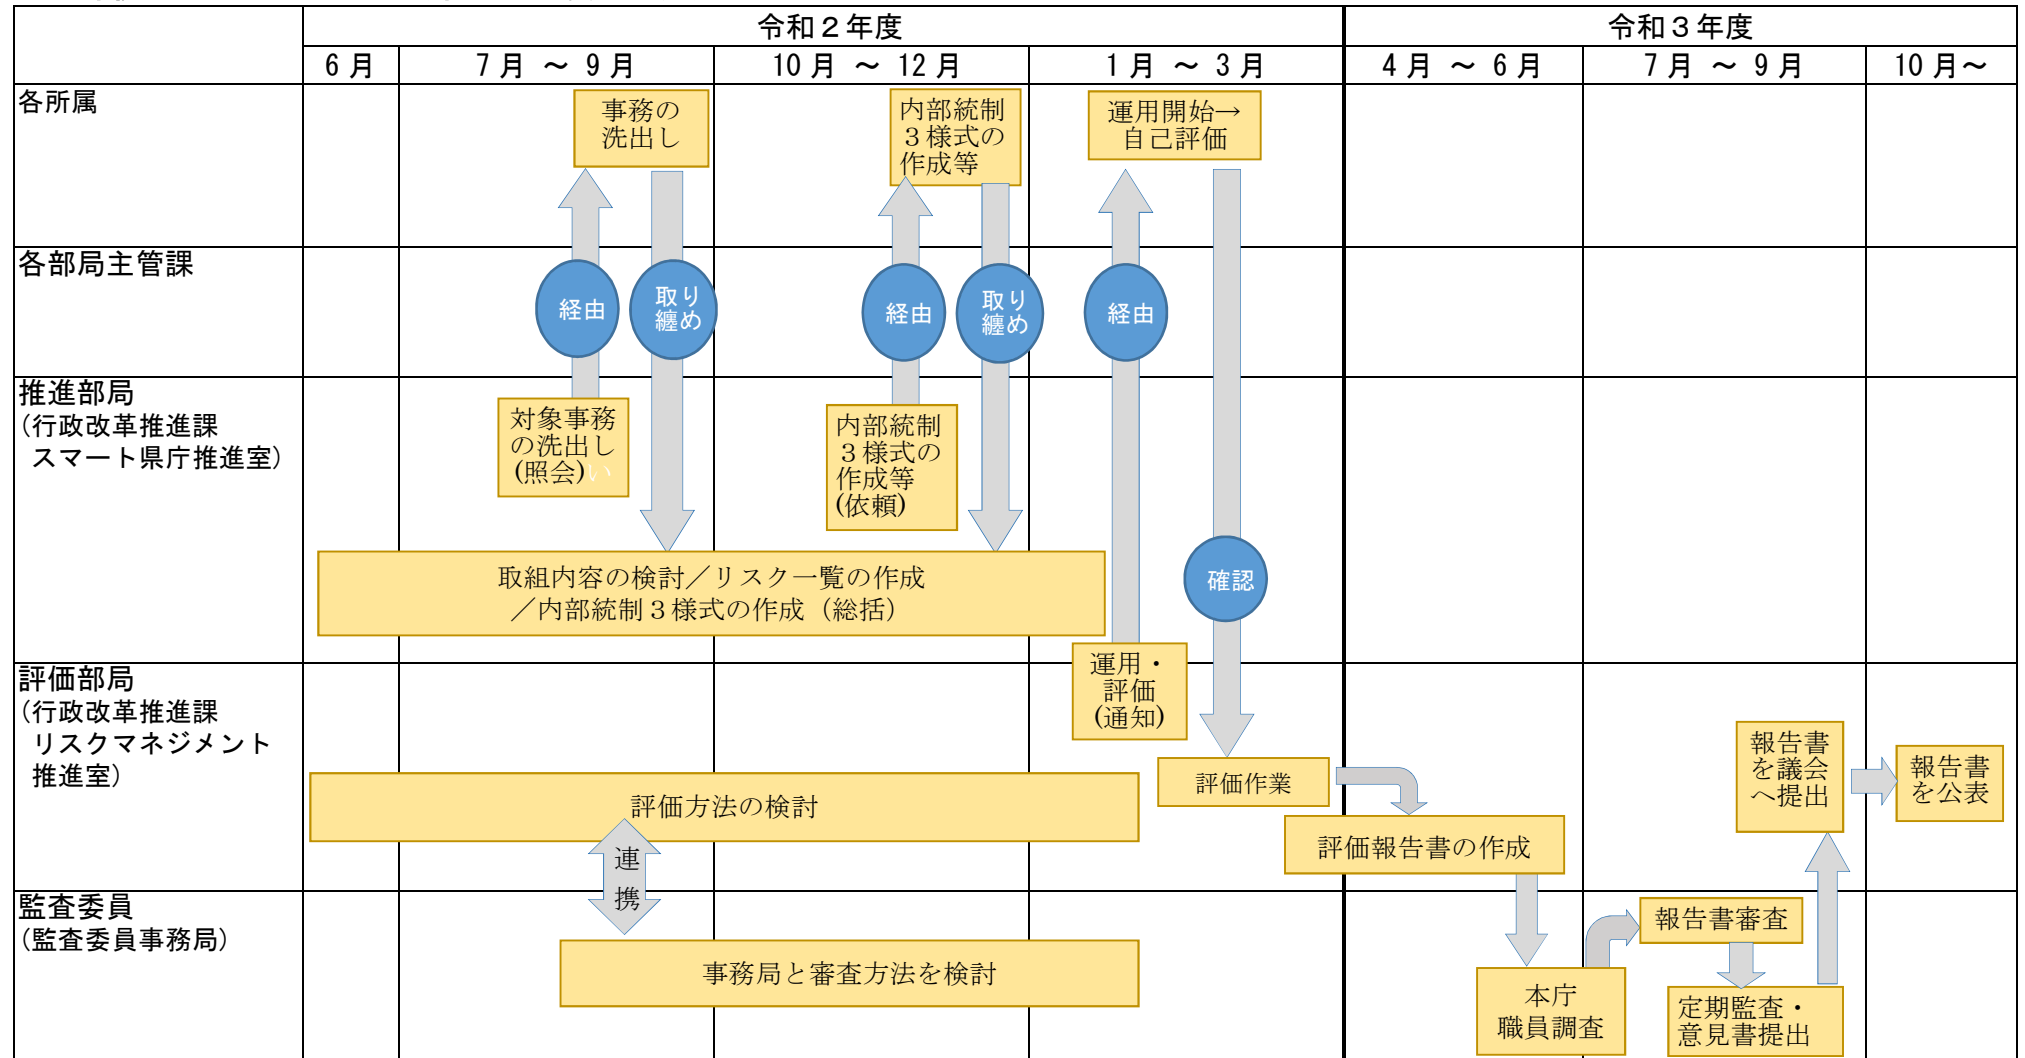 令和２年度
令和３年度
6月
7月 ～ 9月
10月 ～ 12月
1月 ～ 3月
4月 ～ 6月
7月 ～ 9月
10月～
各所属
事務の
洗出し
内部統制
３様式の
作成等
運用開始→
自己評価
各部局主管課
経由
取り
纏め
経由
取り
纏め
経由
推進部局
（行政改革推進課
スマート県庁推進室）
対象事務
の洗出し
(照会)い
内部統制
３様式の
作成等
(依頼)
取組内容の検討／リスク一覧の作成
／内部統制３様式の作成（総括）
確認
評価部局
（行政改革推進課
リスクマネジメント
推進室）
運用・
評価
(通知)
評価作業
評価方法の検討
連
携
評価報告書の作成
報告書
を議会
へ提出
報告書
を公表
監査委員
（監査委員事務局）
事務局と審査方法を検討
本庁
職員調査
報告書審査
定期監査・
意見書提出